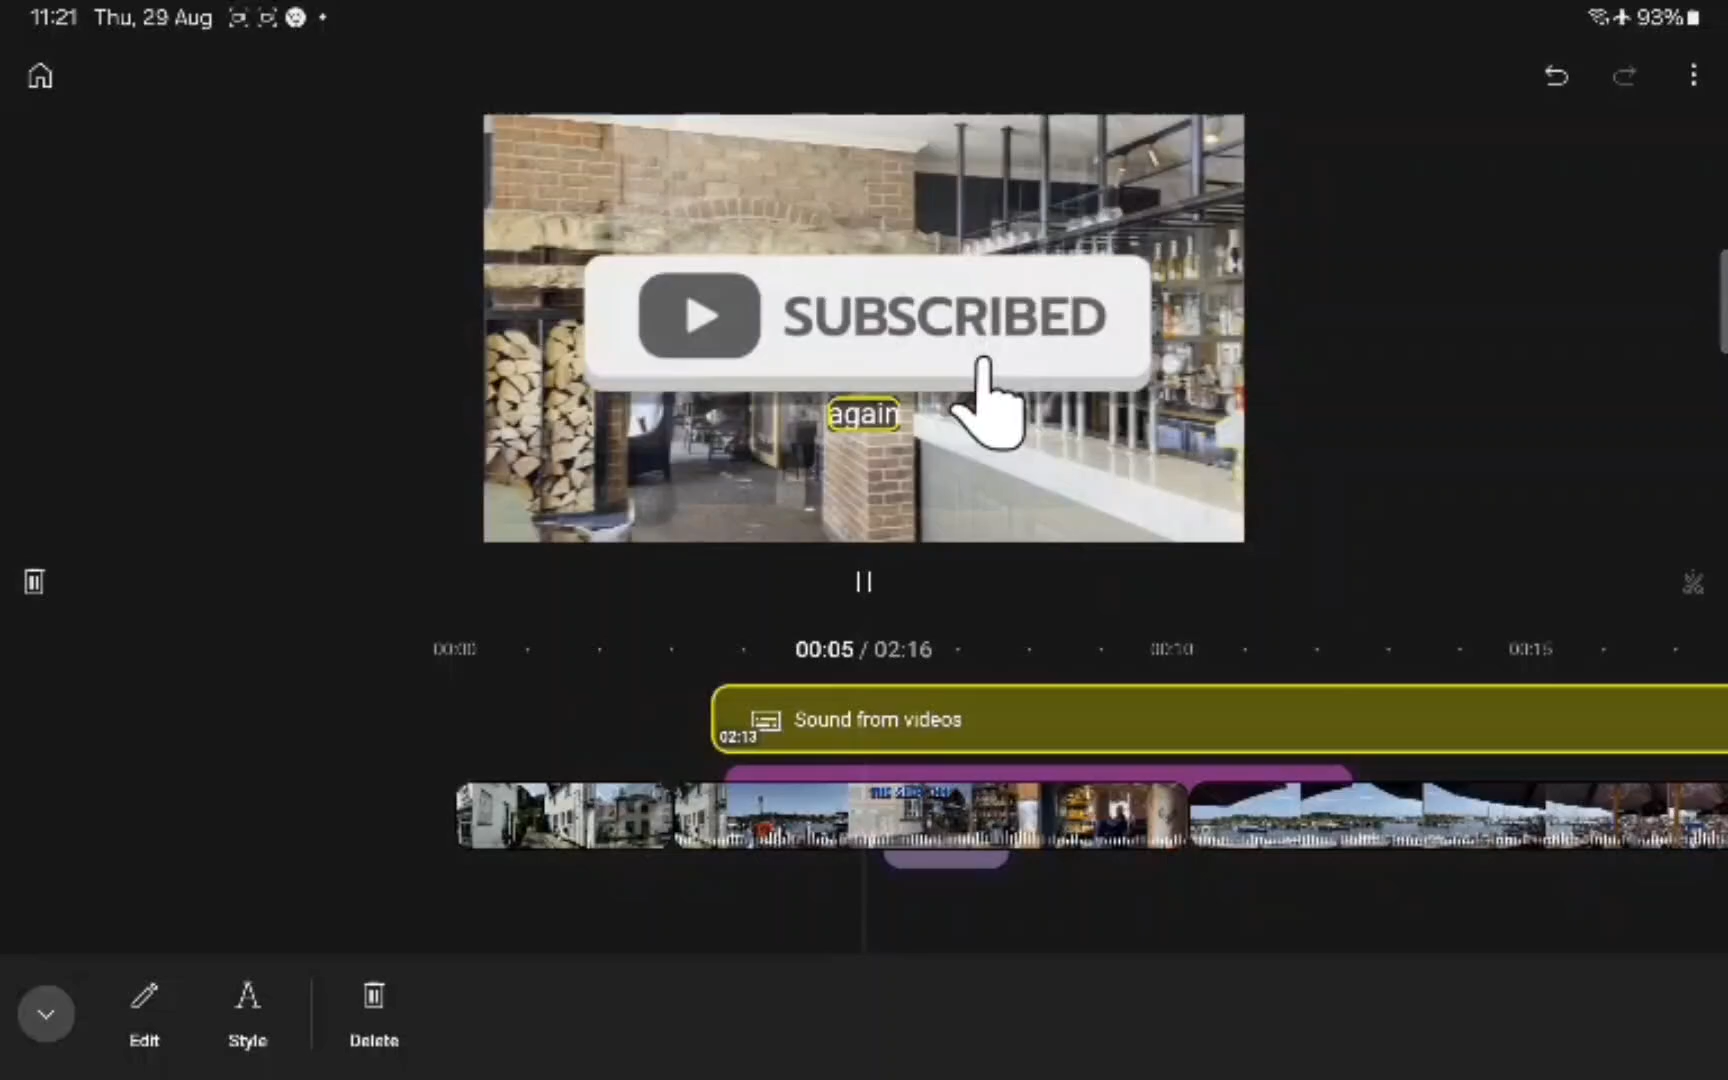 11:21 Thu, 29 Aug
93%
SUBSCRIBED
again
00:00
00:05 / 02:16
00:10
00:15
Sound from videos
02:13
Edit
Style
Delete